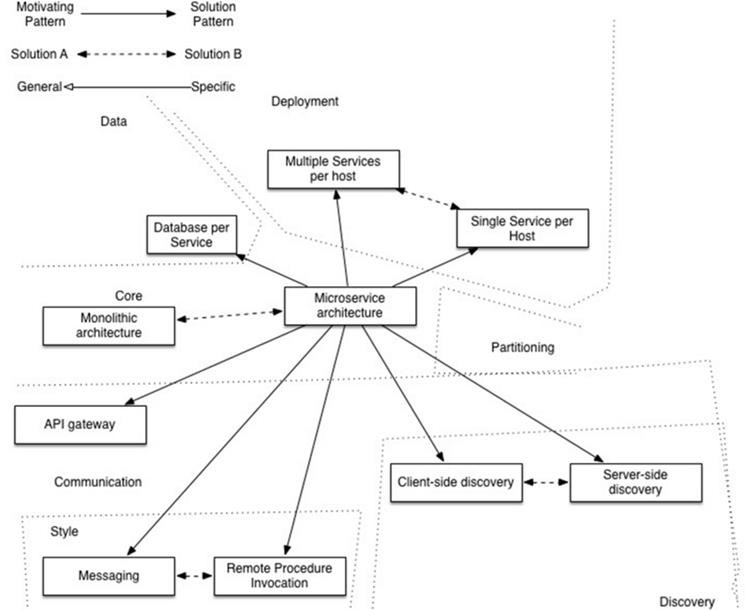 Motivating Pattern
Solution Pattern
Solution A
Solution B
General
Specific
Data
Deployment
Multiple Services
per host
Database per
Service
Single Service per
Host
Core
Monolithic
architecture
Microservice
architecture
Partitioning
API gateway
Communication
Client-side discovery
Server-side
discovery
Style
Messaging
Remote Procedure
Invocation
Discovery